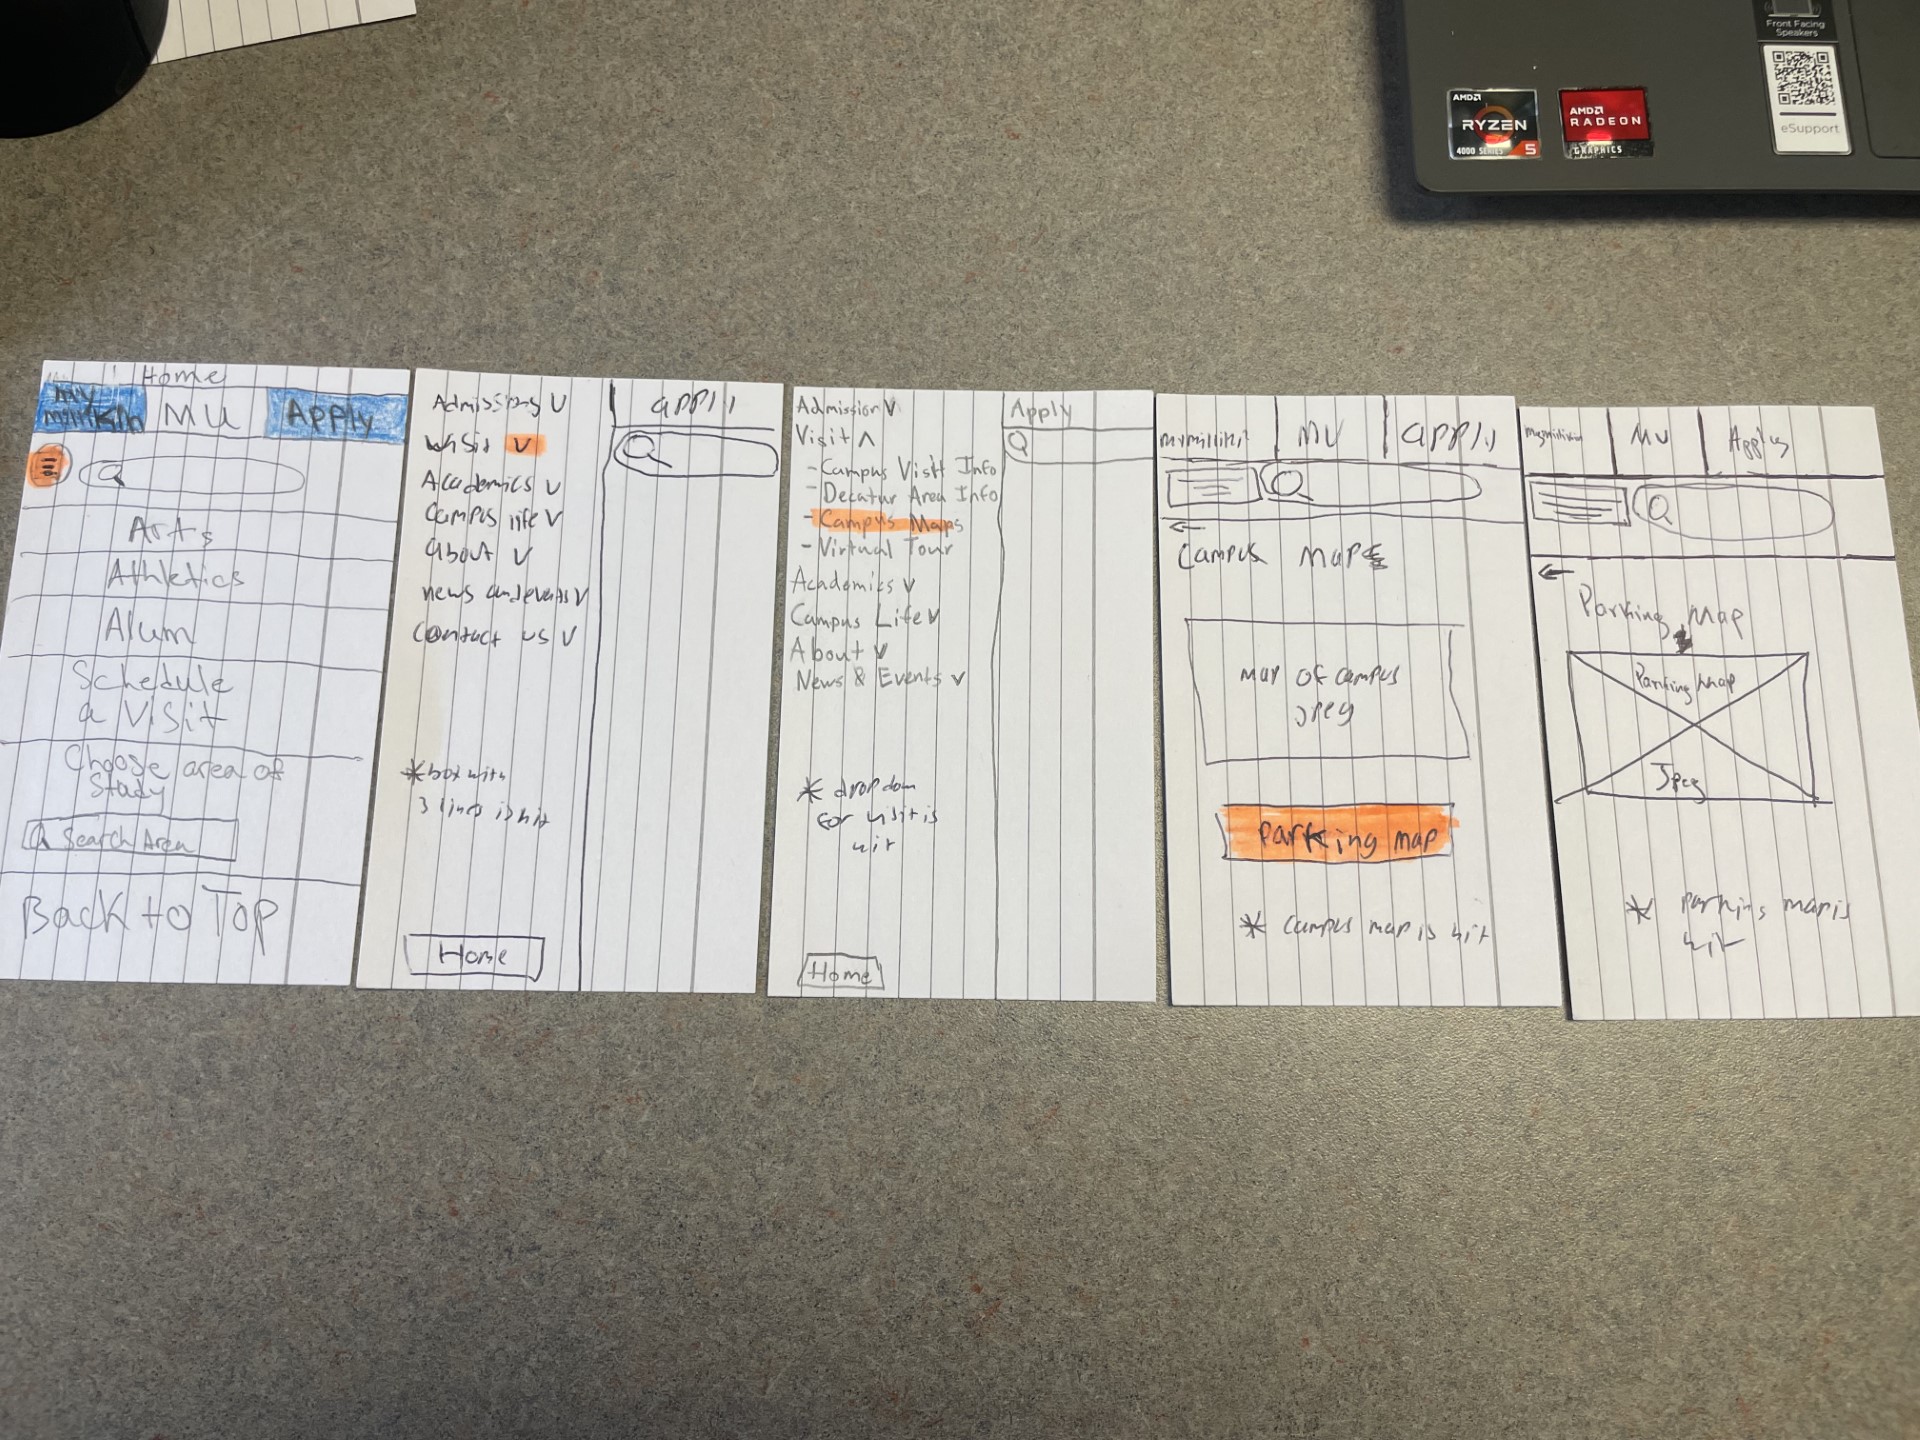 Front Facing
Speakers
AMD
RYZEN
4000 SERIES 5
AMD
RADEON
GRAPHICS
eSupport
Home
My
millikin MU Apply
Arts
Athletics
Alum
Schedule
a Visit
Choose area of
Study
Search Area
Back to Top
Admissions V
Visit V
Academics V
Campus life V
about V
news and events V
Contact us V
apply
*box with
3 lines is hit
Home
Admission V
Visit ^
- Campus Visit Info
- Decatur Area Info
- Campus Maps
- Virtual Tour
Academics V
Campus Life V
About V
News & Events V
Apply
* dropdown
for visit is
hit
Home
mymillikin MU apply
←
Campus Maps
map of campus
jpeg
Parking map
* campus map is hit
mymillikin MU Apply
←
Parking Map
Parking Map
Jpeg
* parking map is
hit